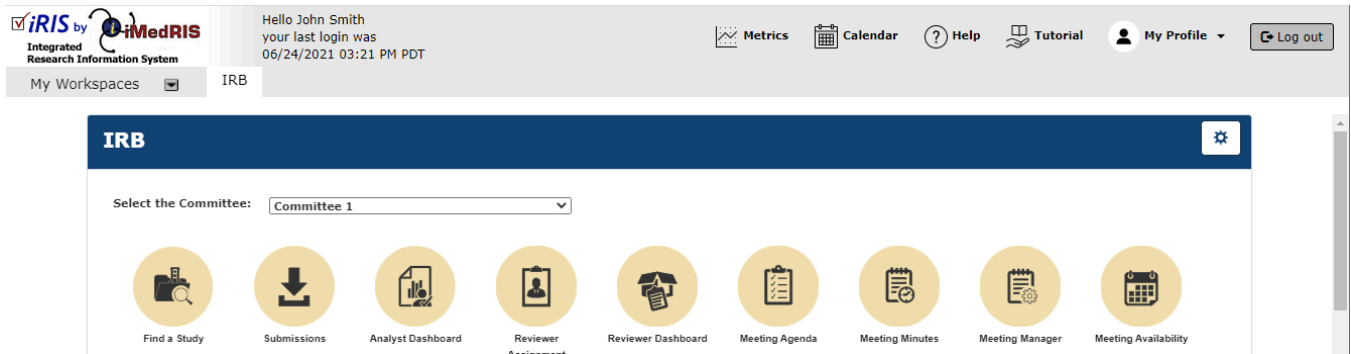 iRIS by iMedRIS
Integrated
Research Information System
Hello John Smith
your last login was
06/24/2021 03:21 PM PDT
Metrics
Calendar
? Help
Tutorial
My Profile
Log out
My Workspaces
IRB
IRB
Select the Committee:
Committee 1
Find a Study
Submissions
Analyst Dashboard
Reviewer
Assignment
Reviewer Dashboard
Meeting Agenda
Meeting Minutes
Meeting Manager
Meeting Availability